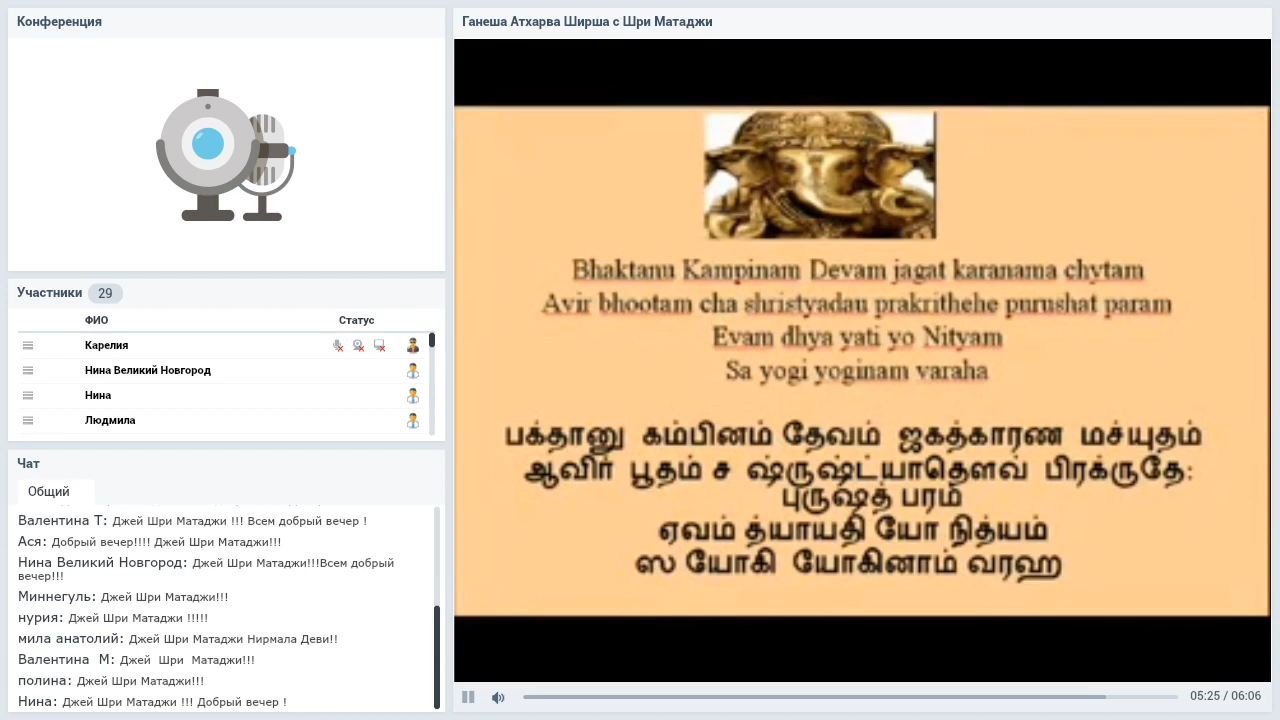 Конференция
Участники 29
ФИО Статус
Карелия
Нина Великий Новгород
Нина
Людмила
Чат
Общий
Валентина Т: Джей Шри Матаджи !!! Всем добрый вечер !
Ася: Добрый вечер!!!! Джей Шри Матаджи!!!
Нина Великий Новгород: Джей Шри Матаджи!!!Всем добрый
вечер!!!
Миннегуль: Джей Шри Матаджи!!!
нурия: Джей Шри Матаджи !!!!!
мила анатолий: Джей Шри Матаджи Нирмала Деви!!
Валентина М: Джей Шри Матаджи!!!
полина: Джей Шри Матаджи!!!
Нина: Джей Шри Матаджи !!! Добрый вечер !
Ганеша Атхарва Ширша с Шри Матаджи
Bhaktanu Kampinam Devam jagat karanama chytam
Avir bhootam cha shristyadau prakrithehe purushat param
Evam dhya yati yo Nityam
Sa yogi yoginam varaha
பக்தானு கம்பினம் தேவம் ஜகத்காரண மச்யுதம்
ஆவிர் பூதம் ச ஷ்ருஷ்ட்யாதௌவ் பிரக்ருதே:
புருஷத் பரம்
ஏவம் த்யாயதி யோ நித்யம்
ஸ யோகி யோகினாம் வரஹ
05:25 / 06:06